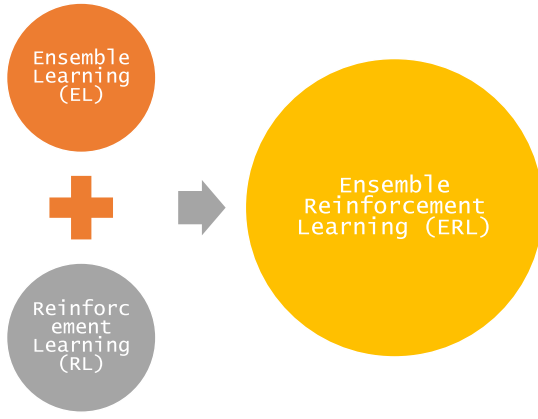 Ensemble
Learning
(EL)
Reinforc
ement
Learning
(RL)
Ensemble
Reinforcement
Learning (ERL)